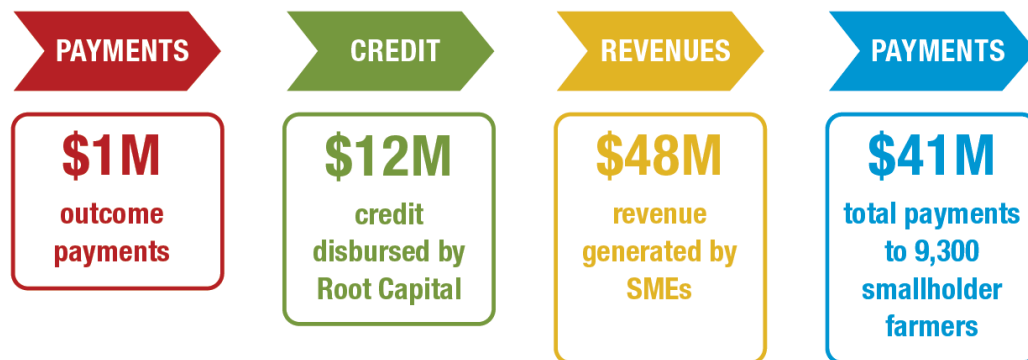 PAYMENTS
$1M
outcome
payments
CREDIT
$12M
credit
disbursed by
Root Capital
REVENUES
$48M
revenue
generated by
SMEs
PAYMENTS
$41M
total payments
to 9,300
smallholder
farmers